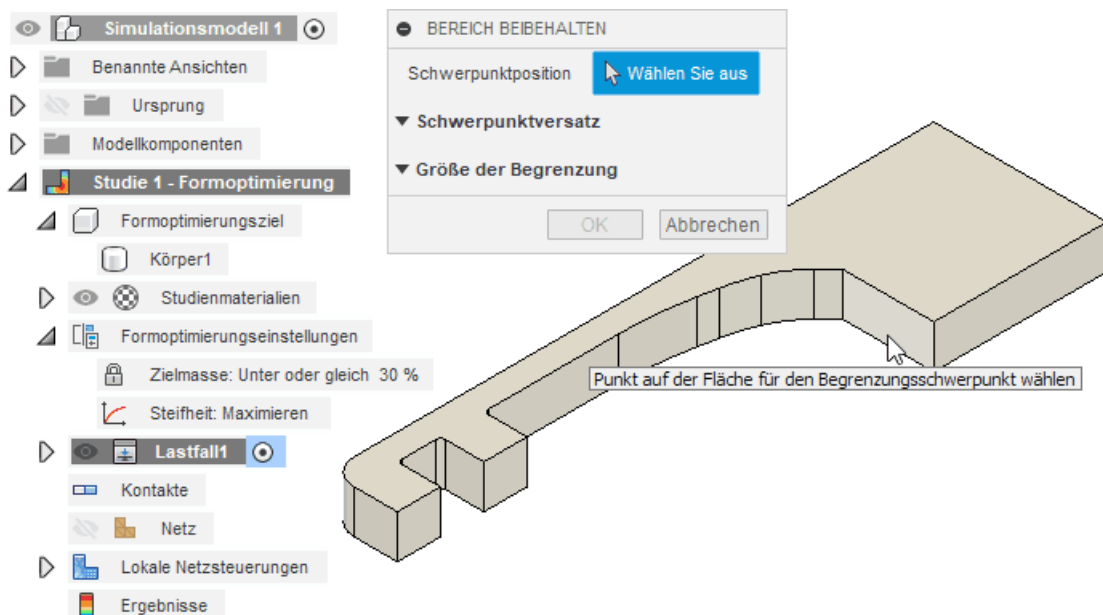 Simulationsmodell 1
Benannte Ansichten
Ursprung
Modellkomponenten
Studie 1 - Formoptimierung
Formoptimierungsziel
Körper1
Studienmaterialien
Formoptimierungseinstellungen
Zielmasse: Unter oder gleich 30 %
Steifheit: Maximieren
Lastfall1
Kontakte
Netz
Lokale Netzsteuerungen
Ergebnisse
BEREICH BEIBEHALTEN
Schwerpunktposition Wählen Sie aus
Schwerpunktversatz
Größe der Begrenzung
OK Abbrechen
Punkt auf der Fläche für den Begrenzungsschwerpunkt wählen